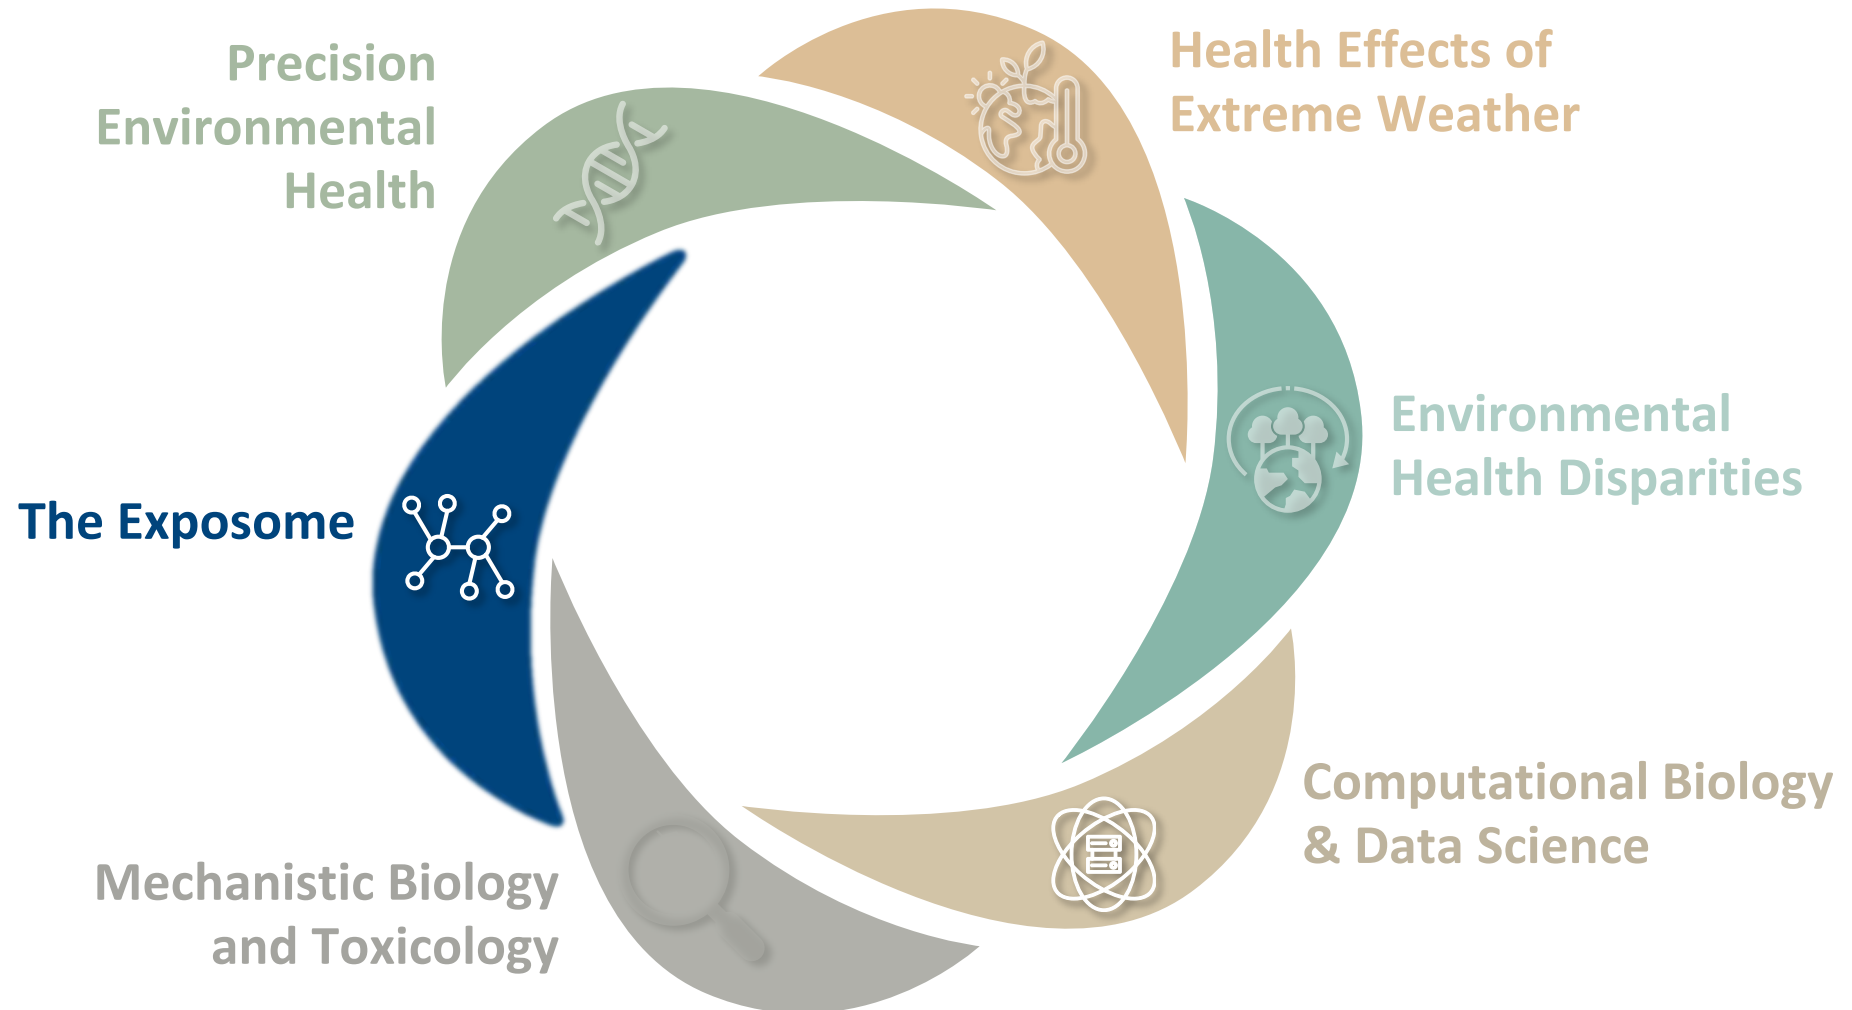 Precision
Environmental
Health
Health Effects of
Extreme Weather
Environmental
Health Disparities
Computational Biology
& Data Science
Mechanistic Biology
and Toxicology
The Exposome